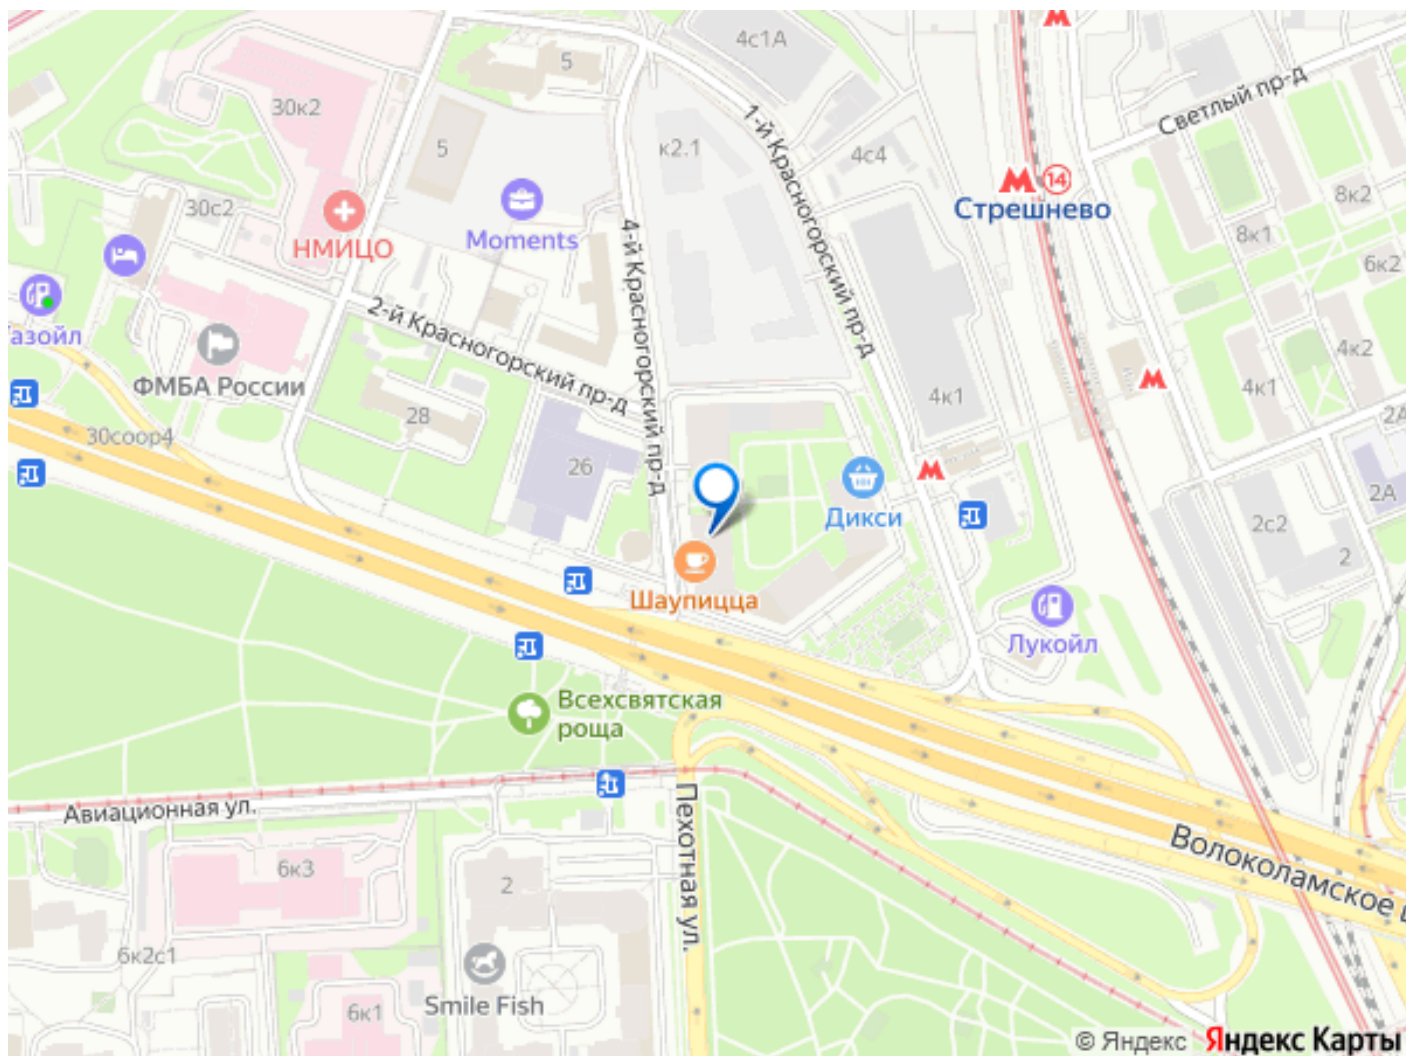 4с1А
5
Светлый пр-д
30к2
1-й Красногорский пр-д
5
к2.1
4с4
14
Стрешнево
8к2
30с2
Moments
4-й Красногорский пр-д
8к1
НМИЦО
6к2
2-й Красногорский пр-д
азойл
ФМБА России
4к2
4к1
4к1
28
2А
30соор4
26
2А
Дикси
2с2
2
Шаупицца
Лукойл
Всехсвятская
роща
Авиационная ул.
Пехотная ул.
Волоколамское
6к3
2
6к2с1
Smile Fish
6к1
© Яндекс Яндекс Карты